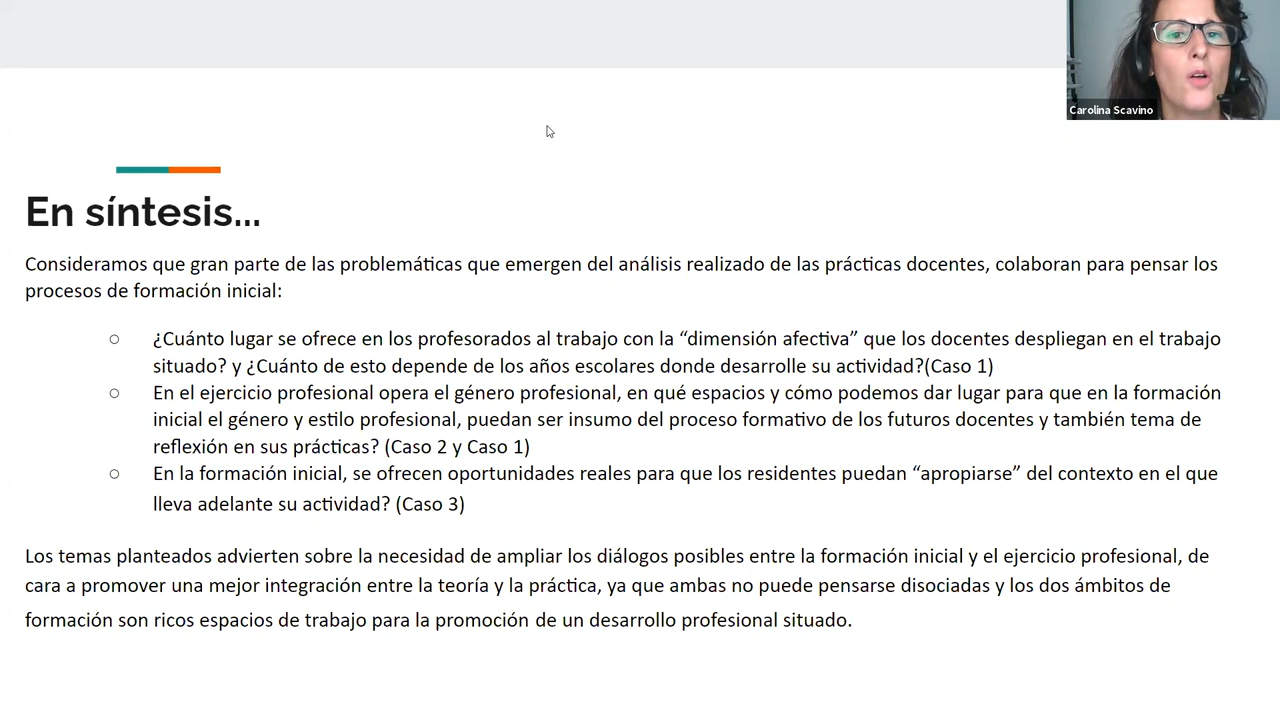 Carolina Scavino
En síntesis...
Consideramos que gran parte de las problemáticas que emergen del análisis realizado de las prácticas docentes, colaboran para pensar los
procesos de formación inicial:
○ ¿Cuánto lugar se ofrece en los profesorados al trabajo con la “dimensión afectiva” que los docentes despliegan en el trabajo
situado? y ¿Cuánto de esto depende de los años escolares donde desarrolle su actividad?(Caso 1)
○ En el ejercicio profesional opera el género profesional, en qué espacios y cómo podemos dar lugar para que en la formación
inicial el género y estilo profesional, puedan ser insumo del proceso formativo de los futuros docentes y también tema de
reflexión en sus prácticas? (Caso 2 y Caso 1)
○ En la formación inicial, se ofrecen oportunidades reales para que los residentes puedan “apropiarse” del contexto en el que
lleva adelante su actividad? (Caso 3)
Los temas planteados advierten sobre la necesidad de ampliar los diálogos posibles entre la formación inicial y el ejercicio profesional, de
cara a promover una mejor integración entre la teoría y la práctica, ya que ambas no puede pensarse disociadas y los dos ámbitos de
formación son ricos espacios de trabajo para la promoción de un desarrollo profesional situado.